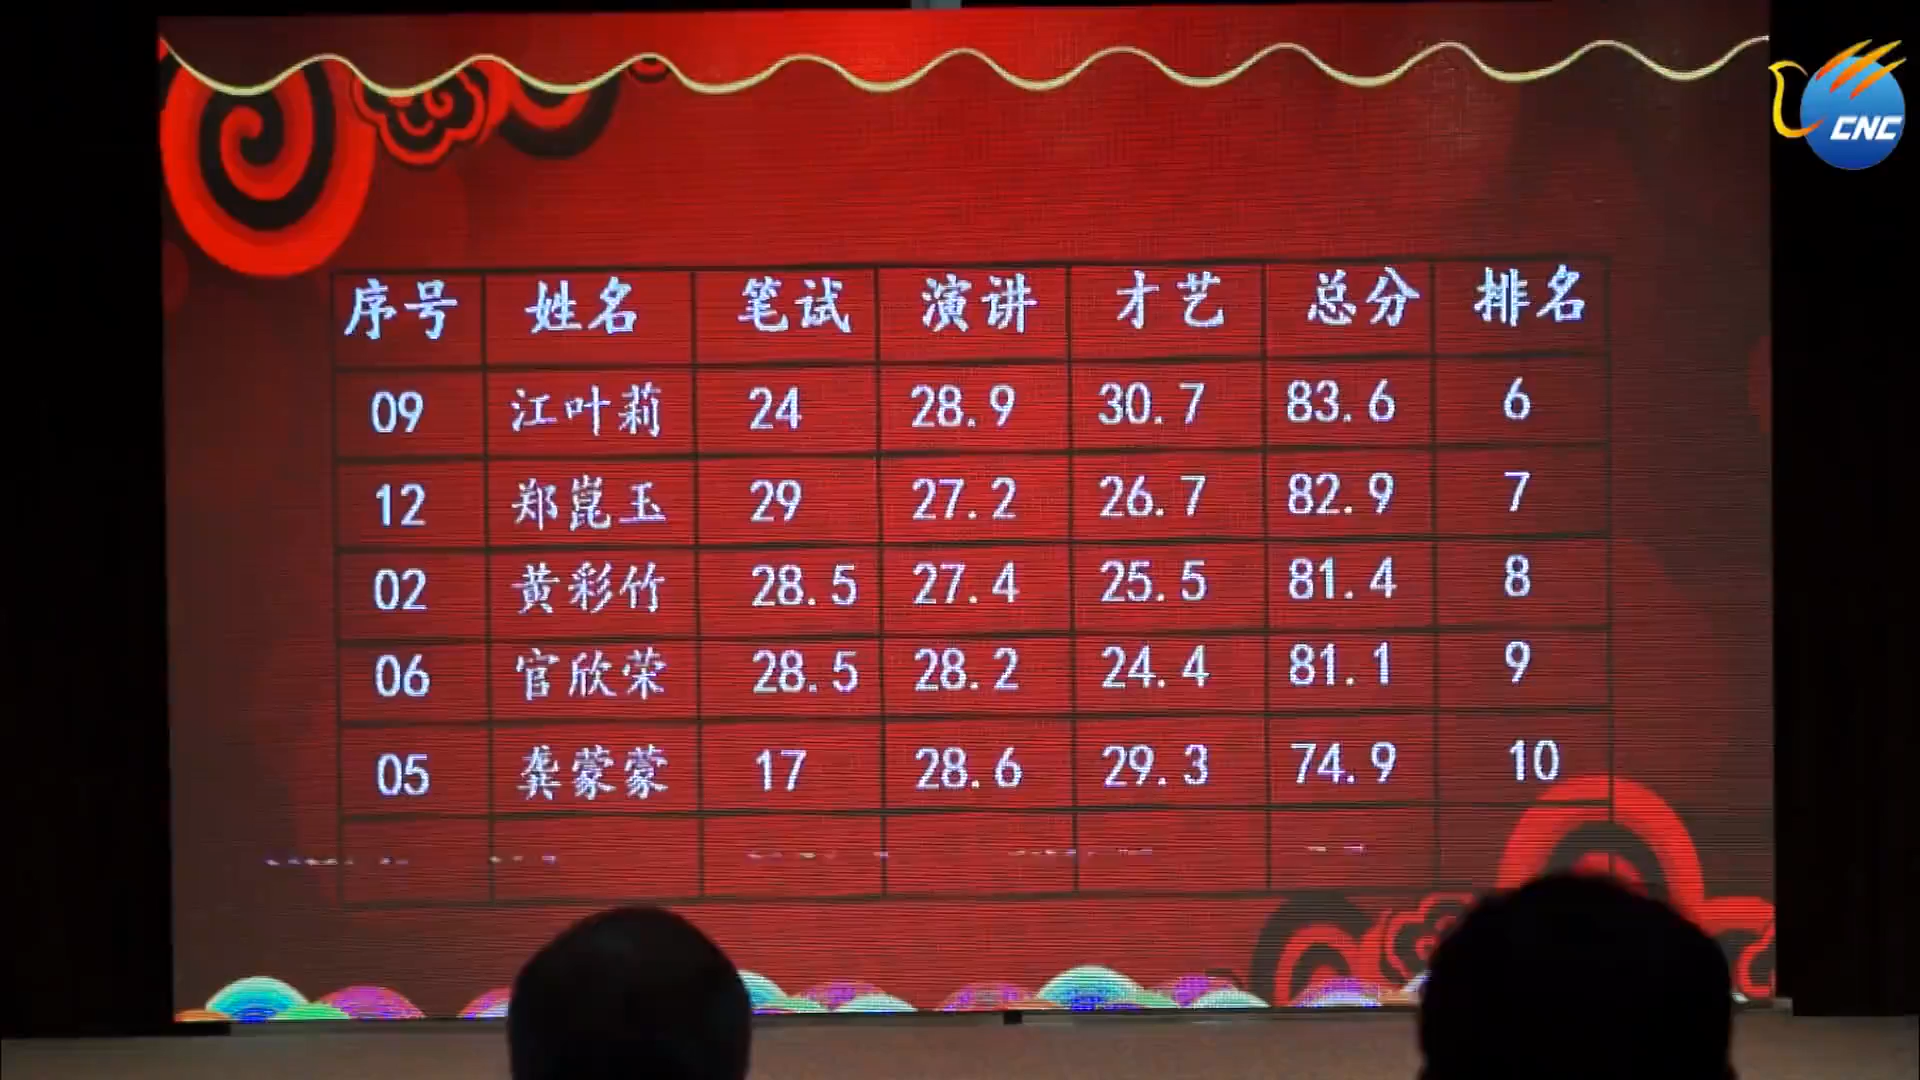 CNC
序号 姓名 笔试 演讲 才艺 总分 排名
09 江叶莉 24 28.9 30.7 83.6 6
12 郑崑玉 29 27.2 26.7 82.9 7
02 黄彩竹 28.5 27.4 25.5 81.4 8
06 官欣荣 28.5 28.2 24.4 81.1 9
05 龚蒙蒙 17 28.6 29.3 74.9 10